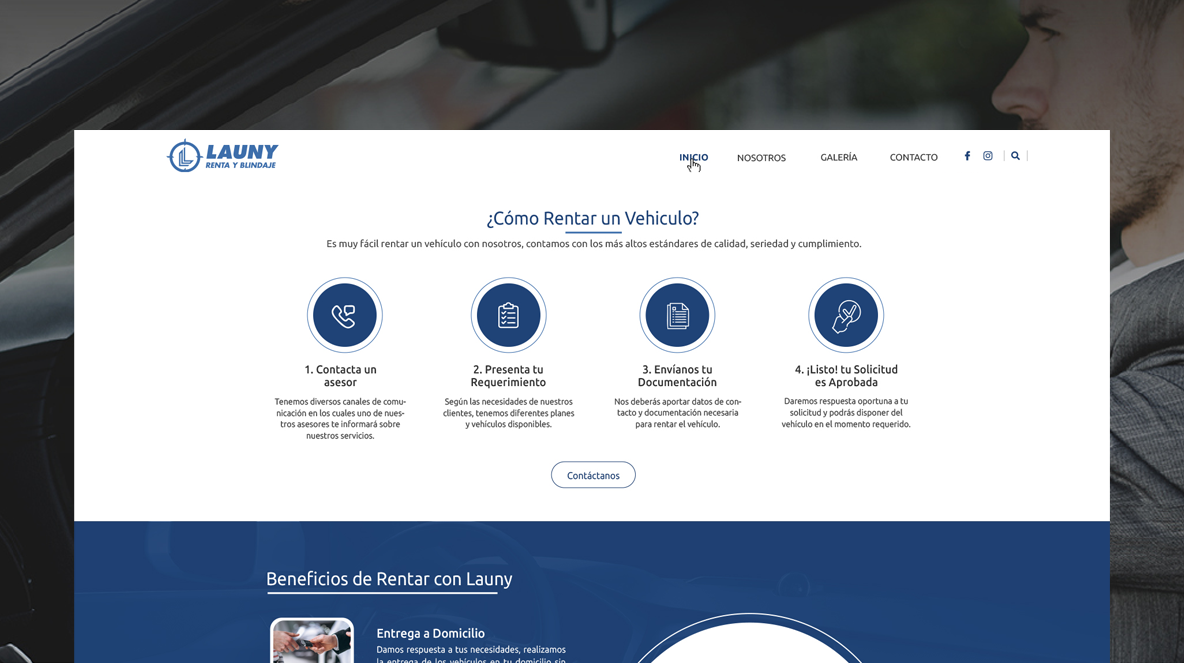 LAUNY
RENTA Y BLINDAJE
INICIO
NOSOTROS
GALERÍA
CONTACTO
¿Cómo Rentar un Vehiculo?
Es muy fácil rentar un vehículo con nosotros, contamos con los más altos estándares de calidad, seriedad y cumplimiento.
1. Contacta un
asesor
Tenemos diversos canales de comu-
nicación en los cuales uno de nues-
tros asesores te informará sobre
nuestros servicios.
2. Presenta tu
Requerimiento
Según las necesidades de nuestros
clientes, tenemos diferentes planes
y vehículos disponibles.
3. Envíanos tu
Documentación
Nos deberás aportar datos de con-
tacto y documentación necesaria
para rentar el vehículo.
4. ¡Listo! tu Solicitud
es Aprobada
Daremos respuesta oportuna a tu
solicitud y podrás disponer del
vehículo en el momento requerido.
Contáctanos
Beneficios de Rentar con Launy
Entrega a Domicilio
Damos respuesta a tus necesidades, realizamos
la entrega de los vehículos en tu domicilio sin